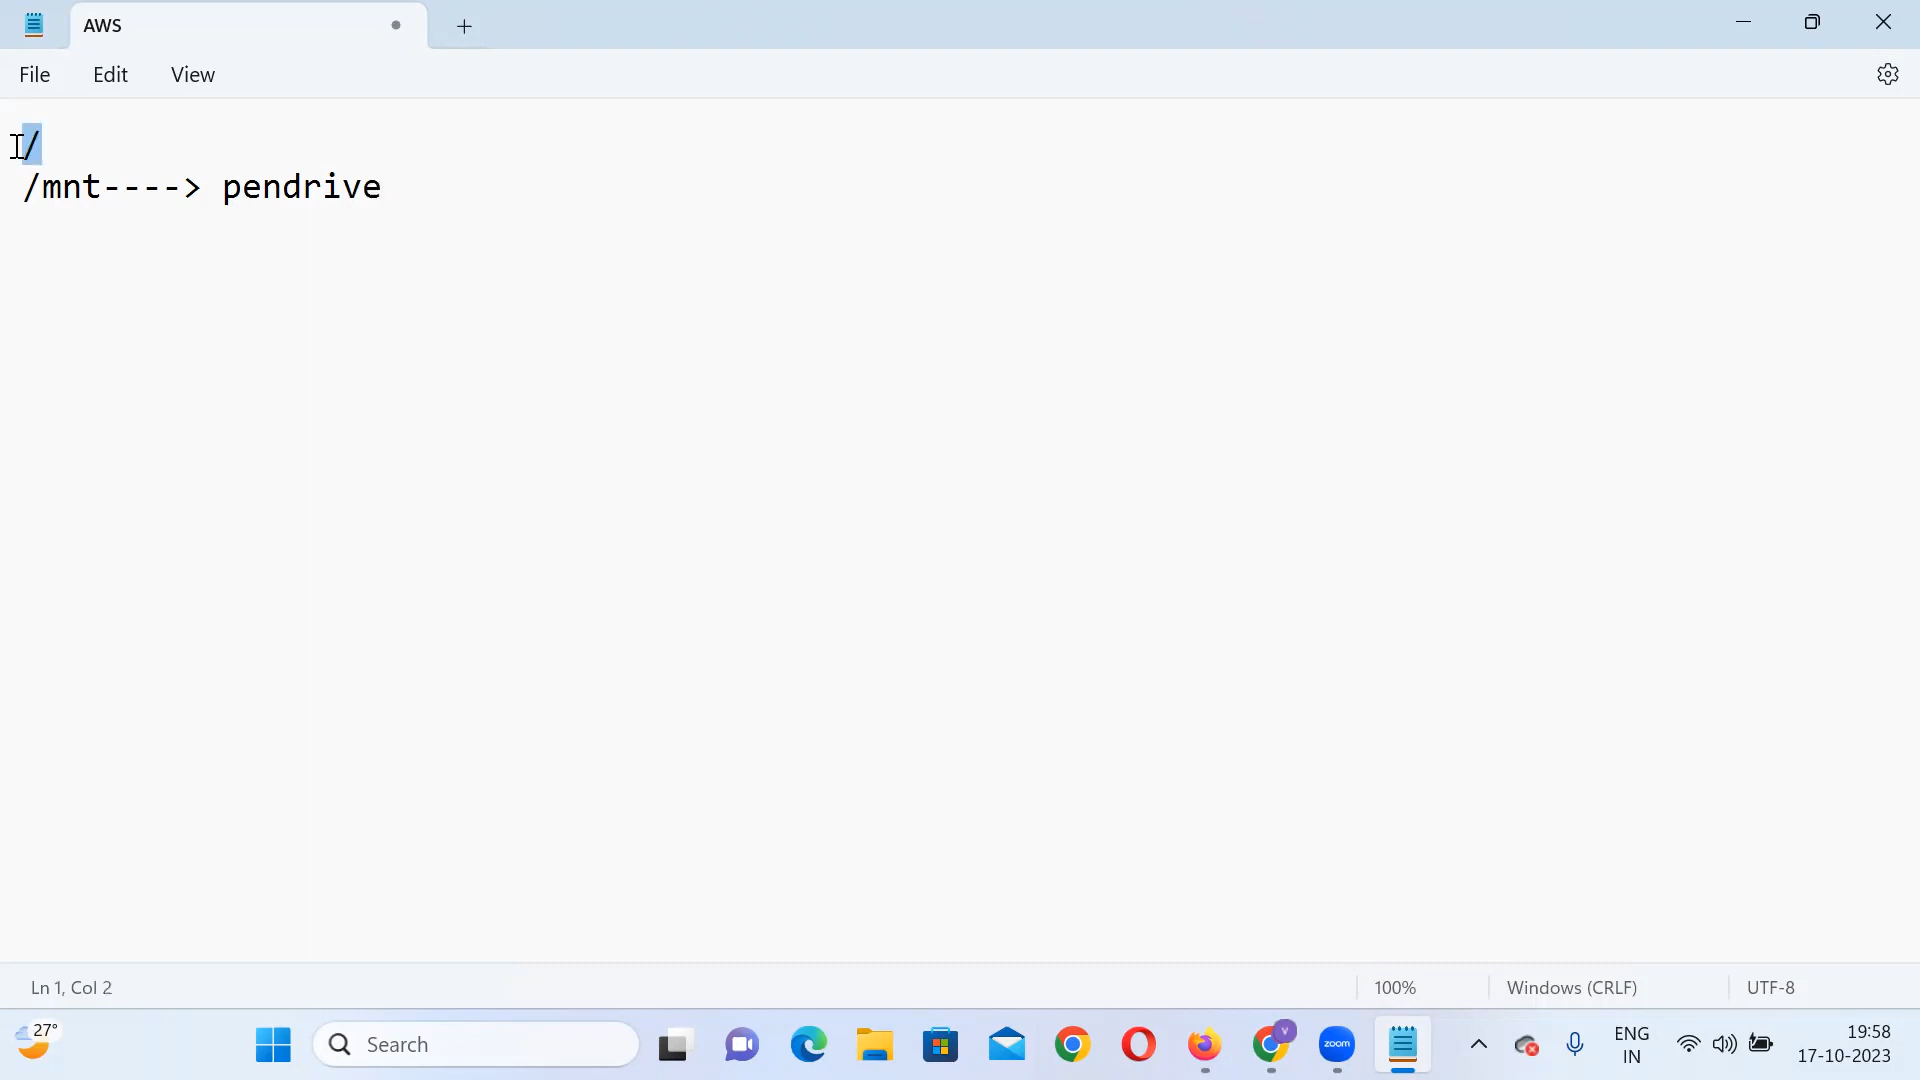 AWS
File Edit View
/
/mnt----> pendrive
Ln 1, Col 2
100%
Windows (CRLF)
UTF-8
27°
Search
V
zoom
ENG
IN
19:58
17-10-2023